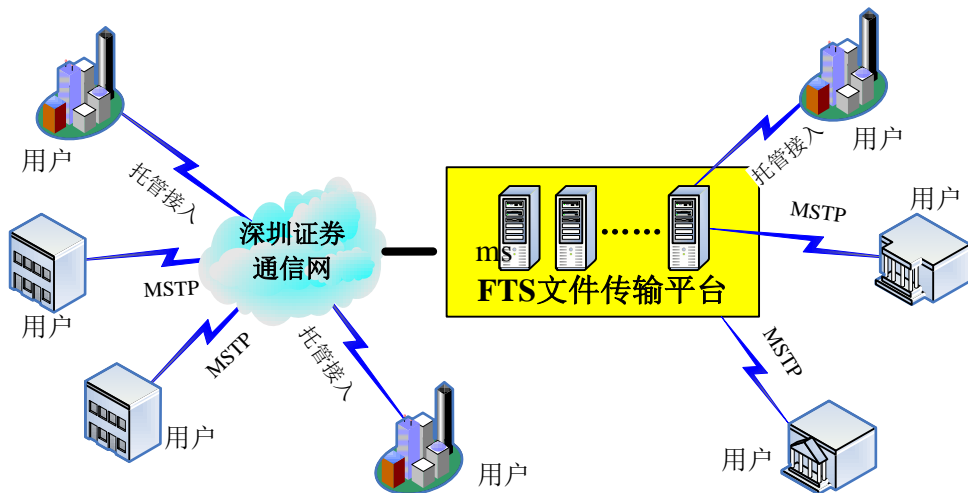 用户
托管接入
用户
MSTP
用户
MSTP
深圳证券
通信网
托管接入
用户
ms
......
FTS文件传输平台
托管接入
用户
MSTP
用户
MSTP
用户